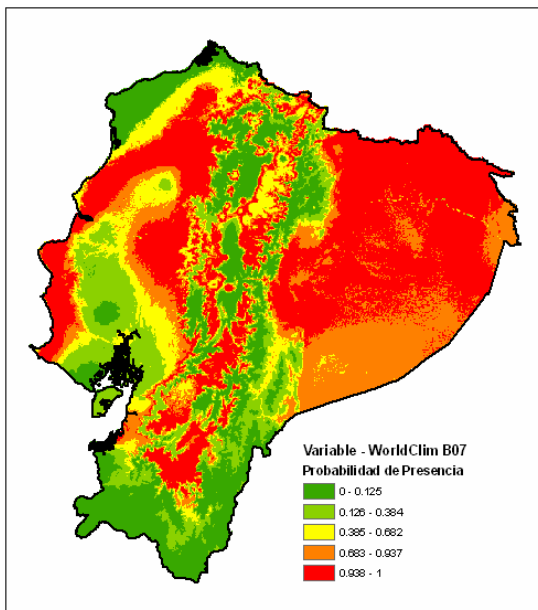 Variable - WorldClim B07
Probabilidad de Presencia
0 - 0.125
0.126 - 0.384
0.385 - 0.682
0.683 - 0.937
0.938 - 1